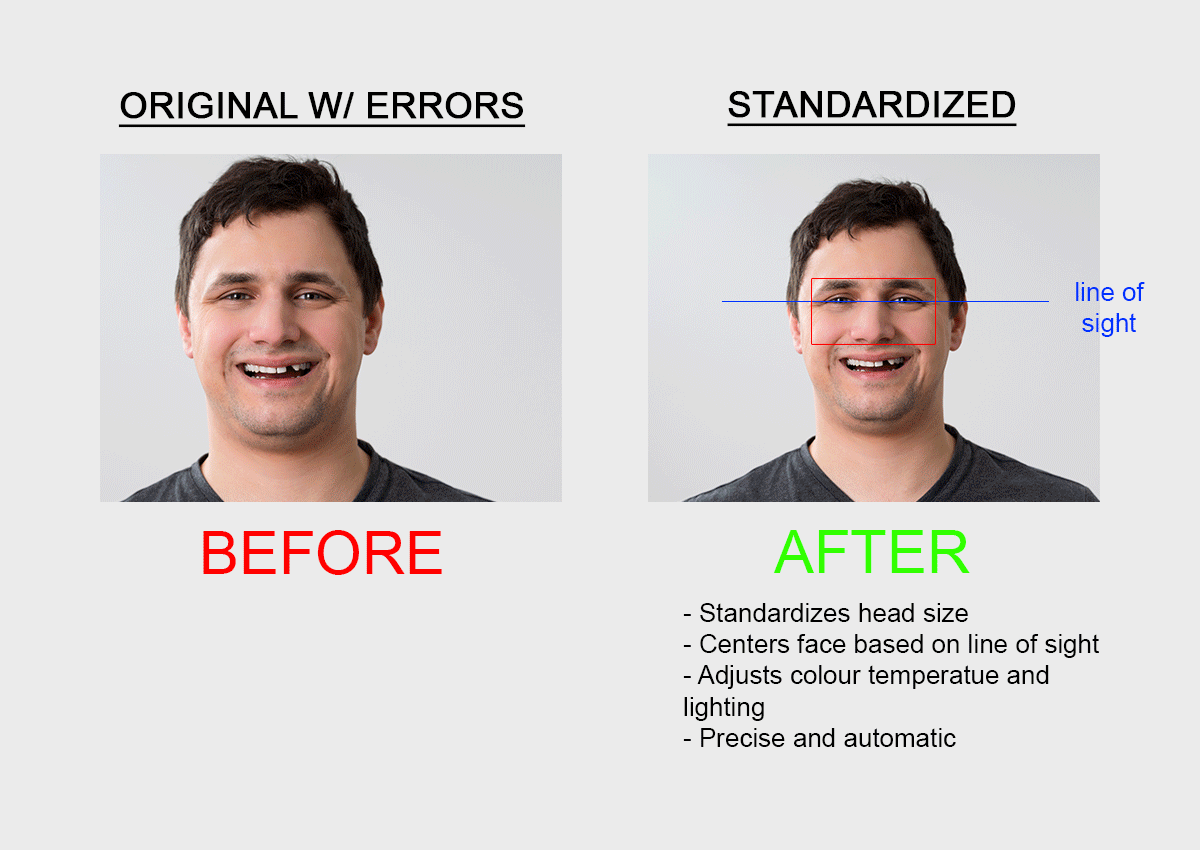 ORIGINAL W/ ERRORS
STANDARDIZED
line of
sight
BEFORE
AFTER
- Standardizes head size
- Centers face based on line of sight
- Adjusts colour temperatue and
lighting
- Precise and automatic